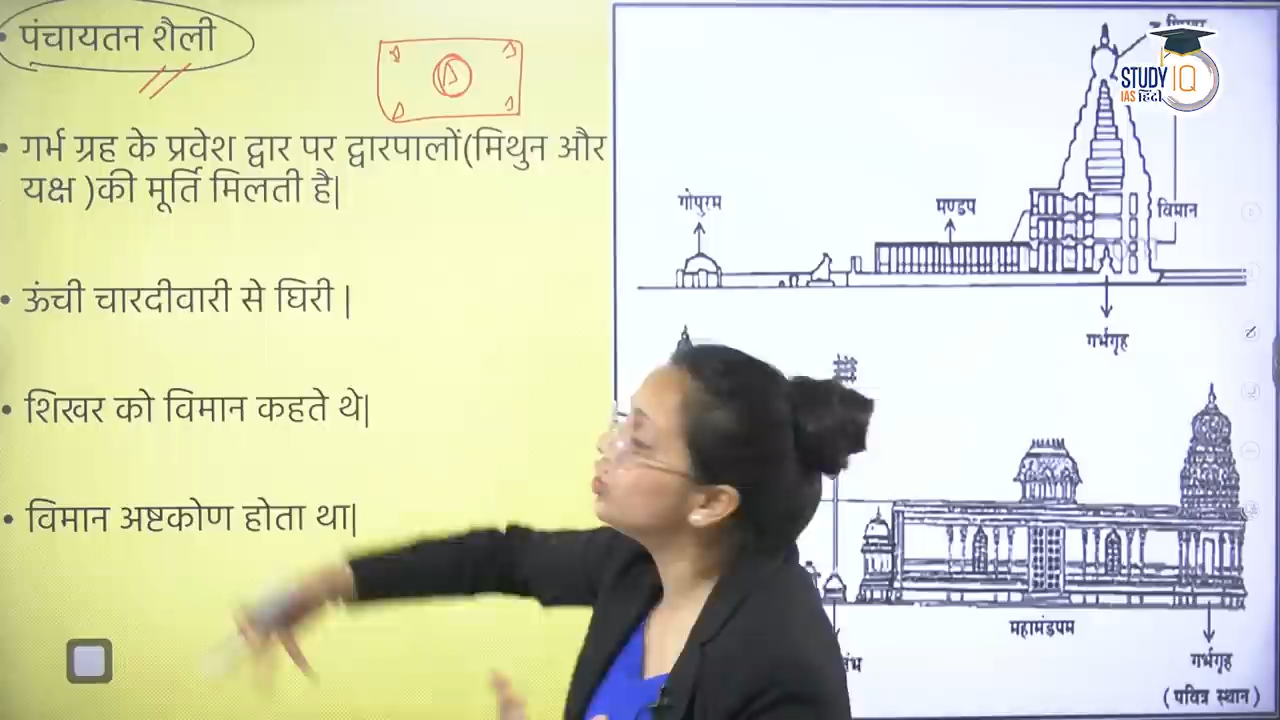 • पंचायतन शैली
• गर्भ ग्रह के प्रवेश द्वार पर द्वारपालों(मिथुन और
यक्ष )की मूर्ति मिलती है|
• ऊंची चारदीवारी से घिरी |
• शिखर को विमान कहते थे|
• विमान अष्टकोण होता था|
STUDY IQ
IAS हिंदी
गोपुरम
मण्डप
विमान
गर्भगृह
महामंडपम
गर्भगृह
( पवित्र स्थान )